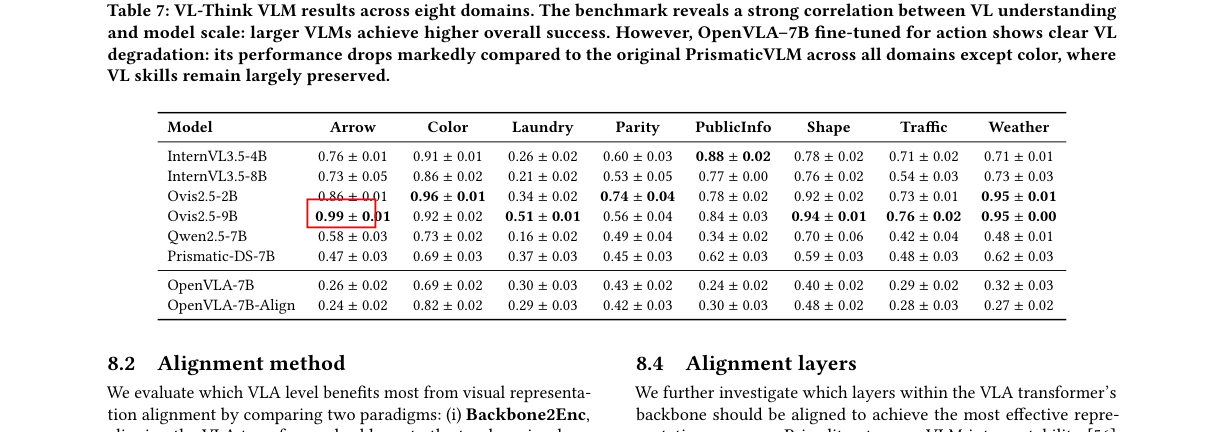 Table 7: VL-Think VLM results across eight domains. The benchmark reveals a strong correlation between VL understanding
and model scale: larger VLMs achieve higher overall success. However, OpenVLA–7B fine-tuned for action shows clear VL
degradation: its performance drops markedly compared to the original PrismaticVLM across all domains except color, where
VL skills remain largely preserved.
Model Arrow Color Laundry Parity PublicInfo Shape Traffic Weather
InternVL3.5-4B 0.76 ± 0.01 0.91 ± 0.01 0.26 ± 0.02 0.60 ± 0.03 0.88 ± 0.02 0.78 ± 0.02 0.71 ± 0.02 0.71 ± 0.01
InternVL3.5-8B 0.73 ± 0.05 0.86 ± 0.02 0.21 ± 0.02 0.53 ± 0.05 0.77 ± 0.00 0.76 ± 0.02 0.54 ± 0.03 0.73 ± 0.03
Ovis2.5-2B 0.86 ± 0.01 0.96 ± 0.01 0.34 ± 0.02 0.74 ± 0.04 0.78 ± 0.02 0.92 ± 0.02 0.73 ± 0.01 0.95 ± 0.01
Ovis2.5-9B 0.99 ± 0.01 0.92 ± 0.02 0.51 ± 0.01 0.56 ± 0.04 0.84 ± 0.03 0.94 ± 0.01 0.76 ± 0.02 0.95 ± 0.00
Qwen2.5-7B 0.58 ± 0.03 0.73 ± 0.02 0.16 ± 0.02 0.49 ± 0.04 0.34 ± 0.02 0.70 ± 0.06 0.42 ± 0.04 0.48 ± 0.01
Prismatic-DS-7B 0.47 ± 0.03 0.69 ± 0.03 0.37 ± 0.03 0.45 ± 0.03 0.62 ± 0.03 0.59 ± 0.03 0.48 ± 0.03 0.62 ± 0.03
OpenVLA-7B 0.26 ± 0.02 0.69 ± 0.02 0.30 ± 0.03 0.43 ± 0.02 0.24 ± 0.02 0.40 ± 0.02 0.29 ± 0.02 0.32 ± 0.03
OpenVLA-7B-Align 0.24 ± 0.02 0.82 ± 0.02 0.29 ± 0.03 0.42 ± 0.03 0.30 ± 0.03 0.48 ± 0.02 0.28 ± 0.03 0.27 ± 0.02
8.2 Alignment method
We evaluate which VLA level benefits most from visual representa-
tion alignment by comparing two paradigms: (i) Backbone2Enc,
8.4 Alignment layers
We further investigate which layers within the VLA transformer's
backbone should be aligned to achieve the most effective repre-